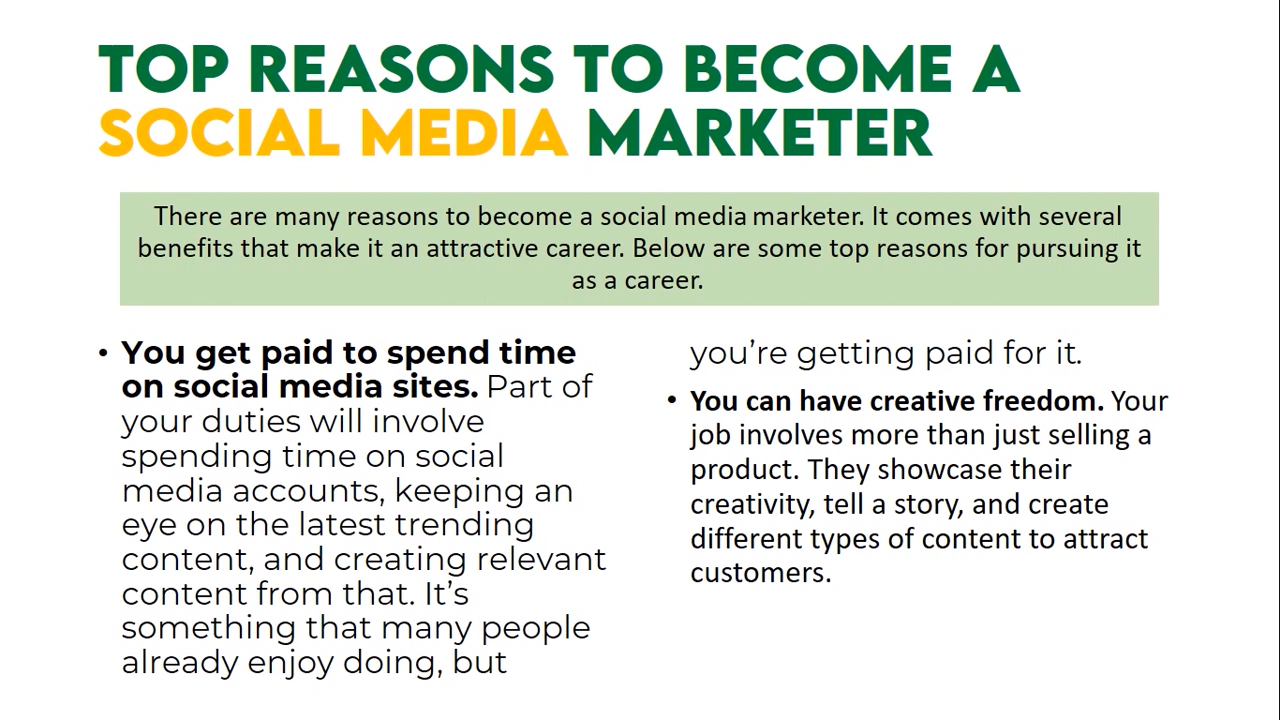 TOP REASONS TO BECOME A
SOCIAL MEDIA MARKETER
There are many reasons to become a social media marketer. It comes with several
benefits that make it an attractive career. Below are some top reasons for pursuing it
as a career.
• You get paid to spend time
on social media sites. Part of
your duties will involve
spending time on social
media accounts, keeping an
eye on the latest trending
content, and creating relevant
content from that. It’s
something that many people
already enjoy doing, but
you’re getting paid for it.
• You can have creative freedom. Your
job involves more than just selling a
product. They showcase their
creativity, tell a story, and create
different types of content to attract
customers.